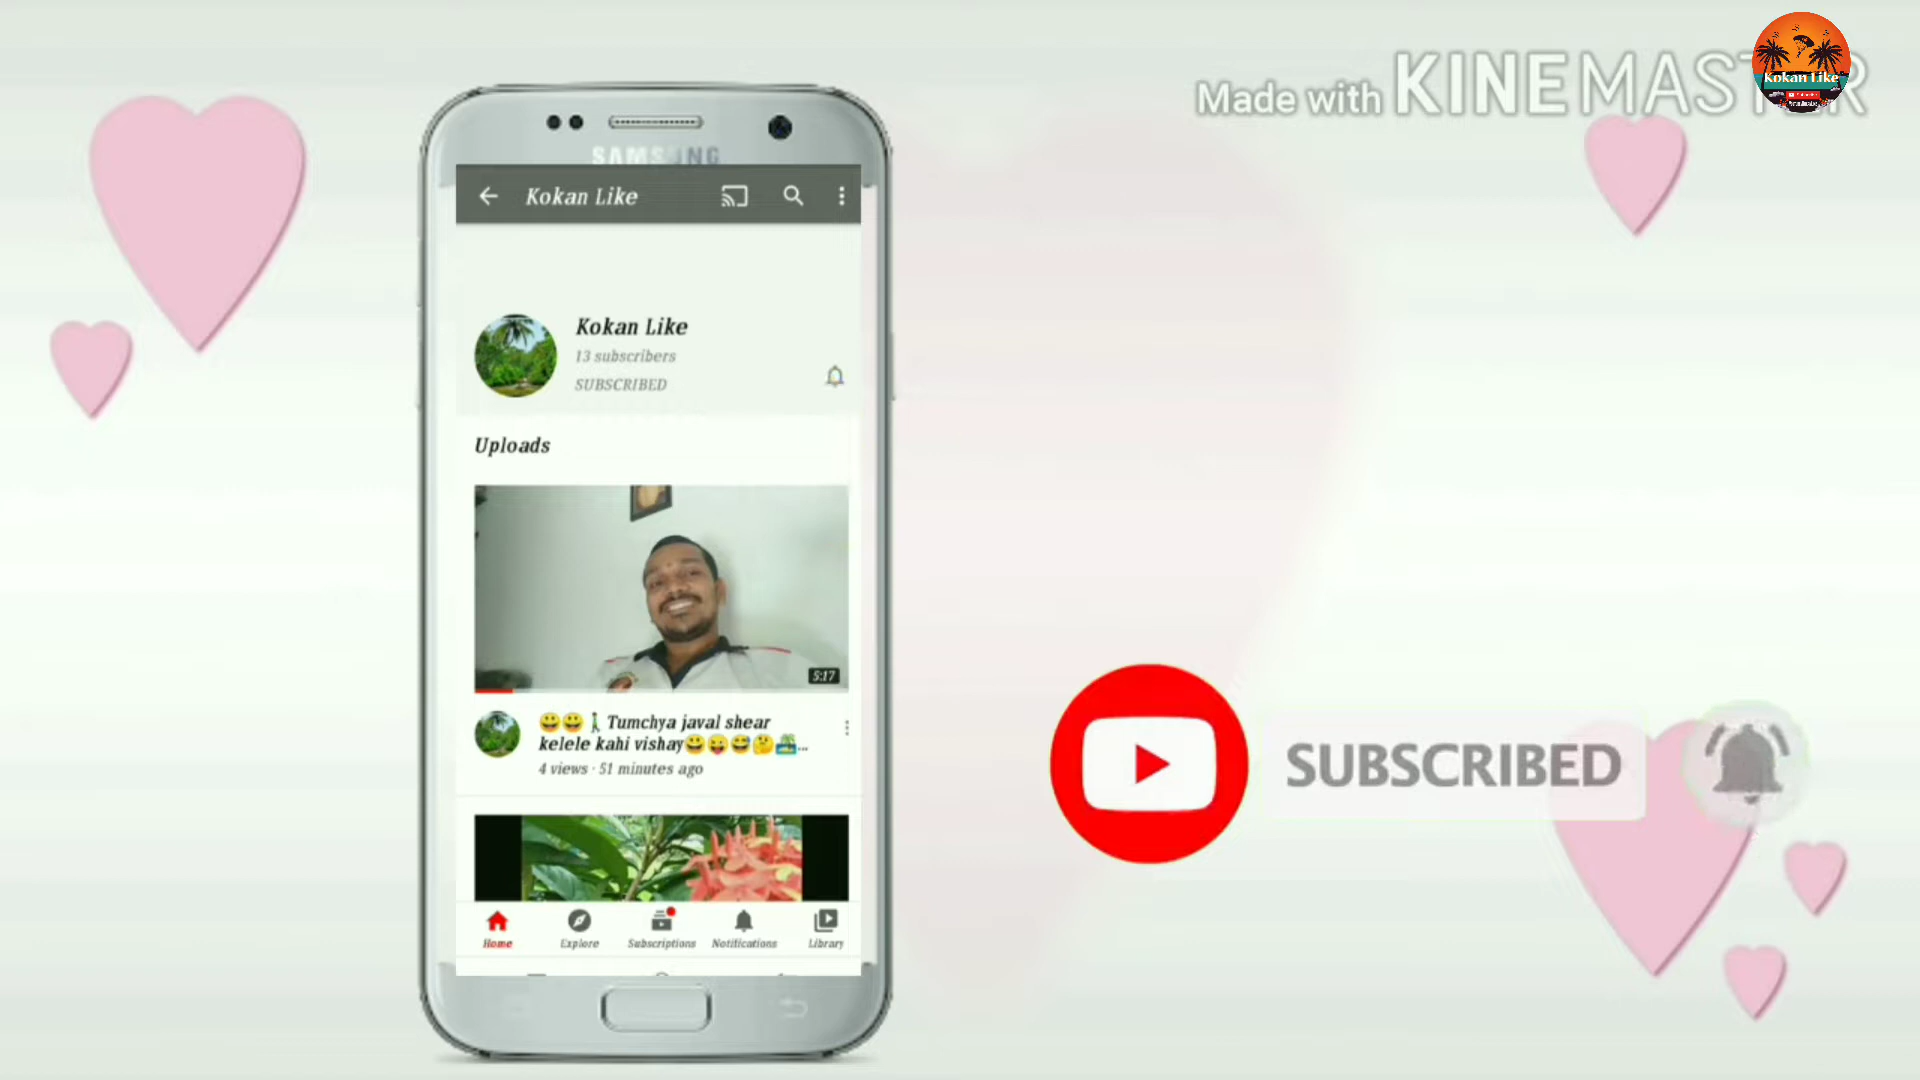 Made with KINEMASTER
Kokan Like
SAMSUNG
Kokan Like
Kokan Like
13 subscribers
SUBSCRIBED
Uploads
5:17
😀😀🚶Tumchya javal shear
kelele kahi vishay😀😜😅🤔🏝️...
4 views · 51 minutes ago
Home
Explore
Subscriptions
Notifications
Library
SUBSCRIBED